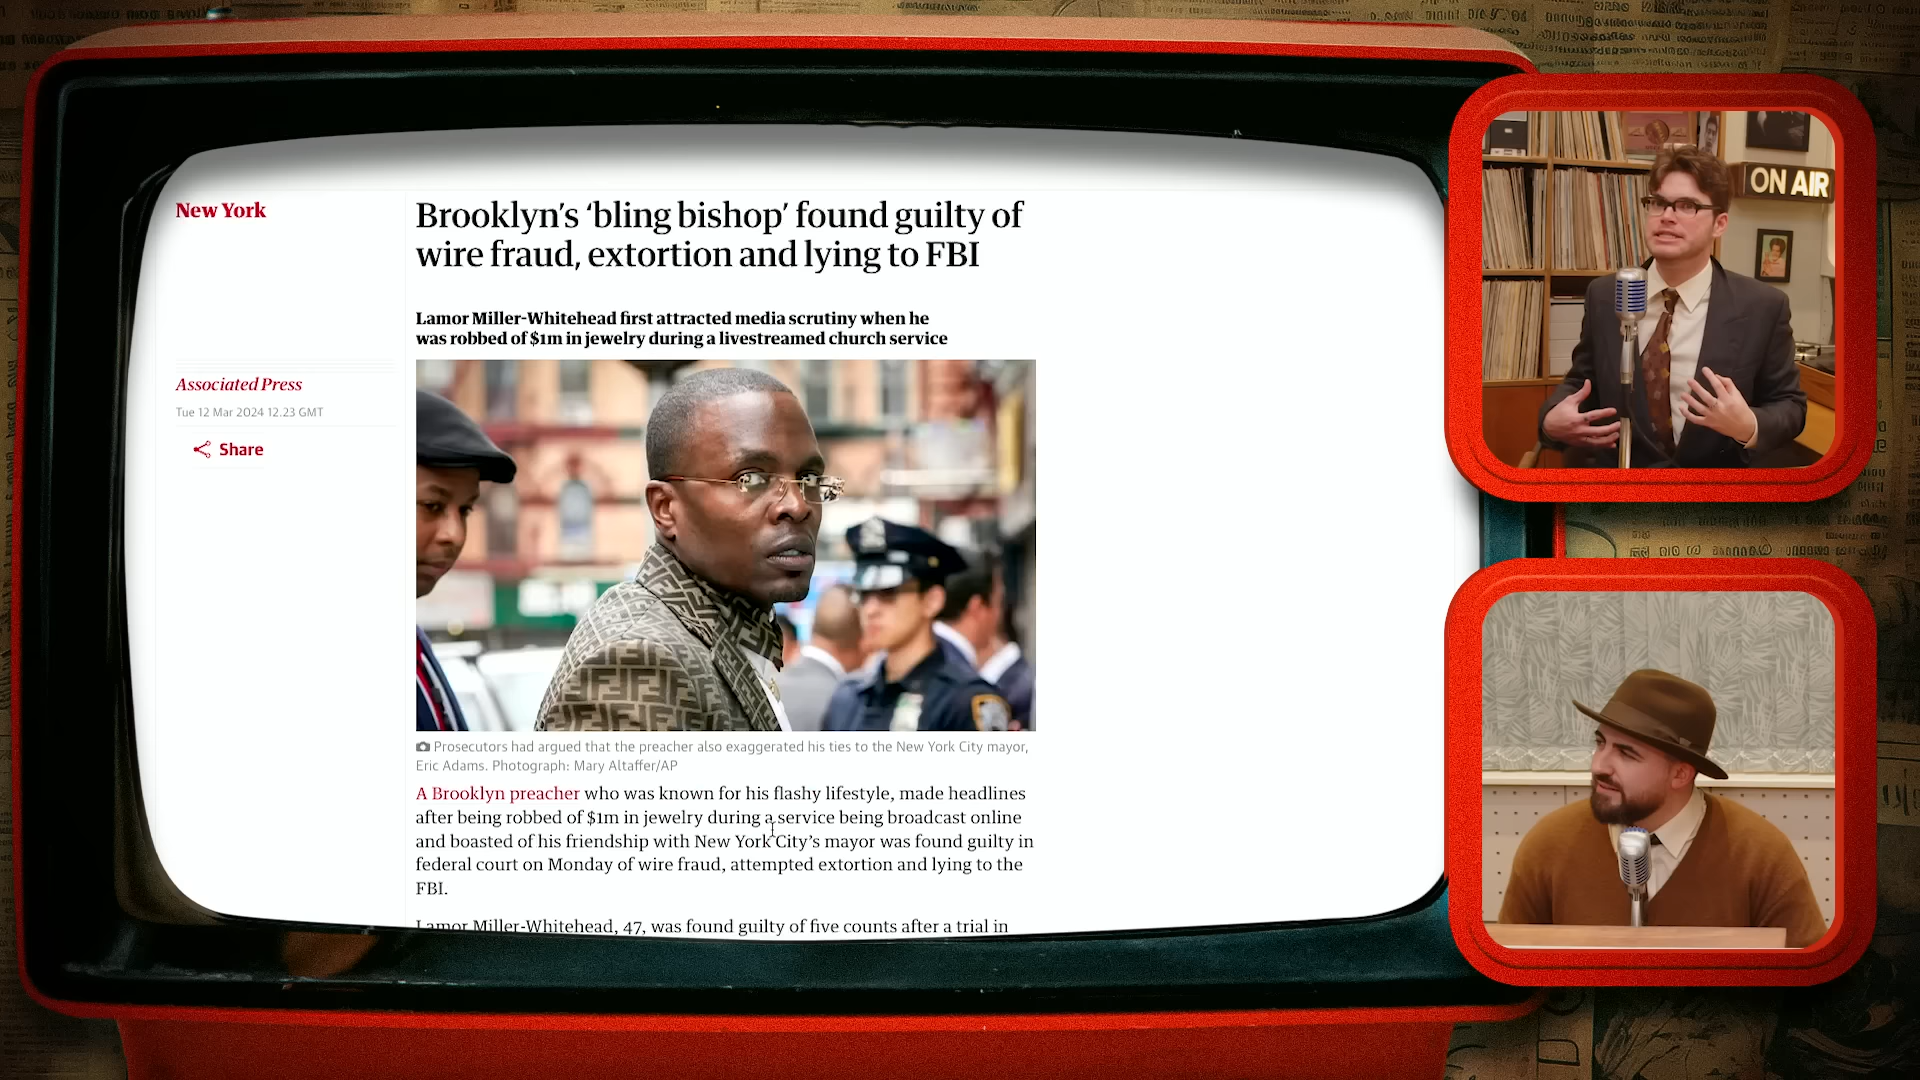 New York
Brooklyn’s ‘bling bishop’ found guilty of
wire fraud, extortion and lying to FBI
Lamor Miller-Whitehead first attracted media scrutiny when he
was robbed of $1m in jewelry during a livestreamed church service
Associated Press
Tue 12 Mar 2024 12.23 GMT
Share
Prosecutors had argued that the preacher also exaggerated his ties to the New York City mayor,
Eric Adams. Photograph: Mary Altaffer/AP
A Brooklyn preacher who was known for his flashy lifestyle, made headlines
after being robbed of $1m in jewelry during a service being broadcast online
and boasted of his friendship with New York City’s mayor was found guilty in
federal court on Monday of wire fraud, attempted extortion and lying to the
FBI.
Lamor Miller-Whitehead, 47, was found guilty of five counts after a trial in
ON AIR